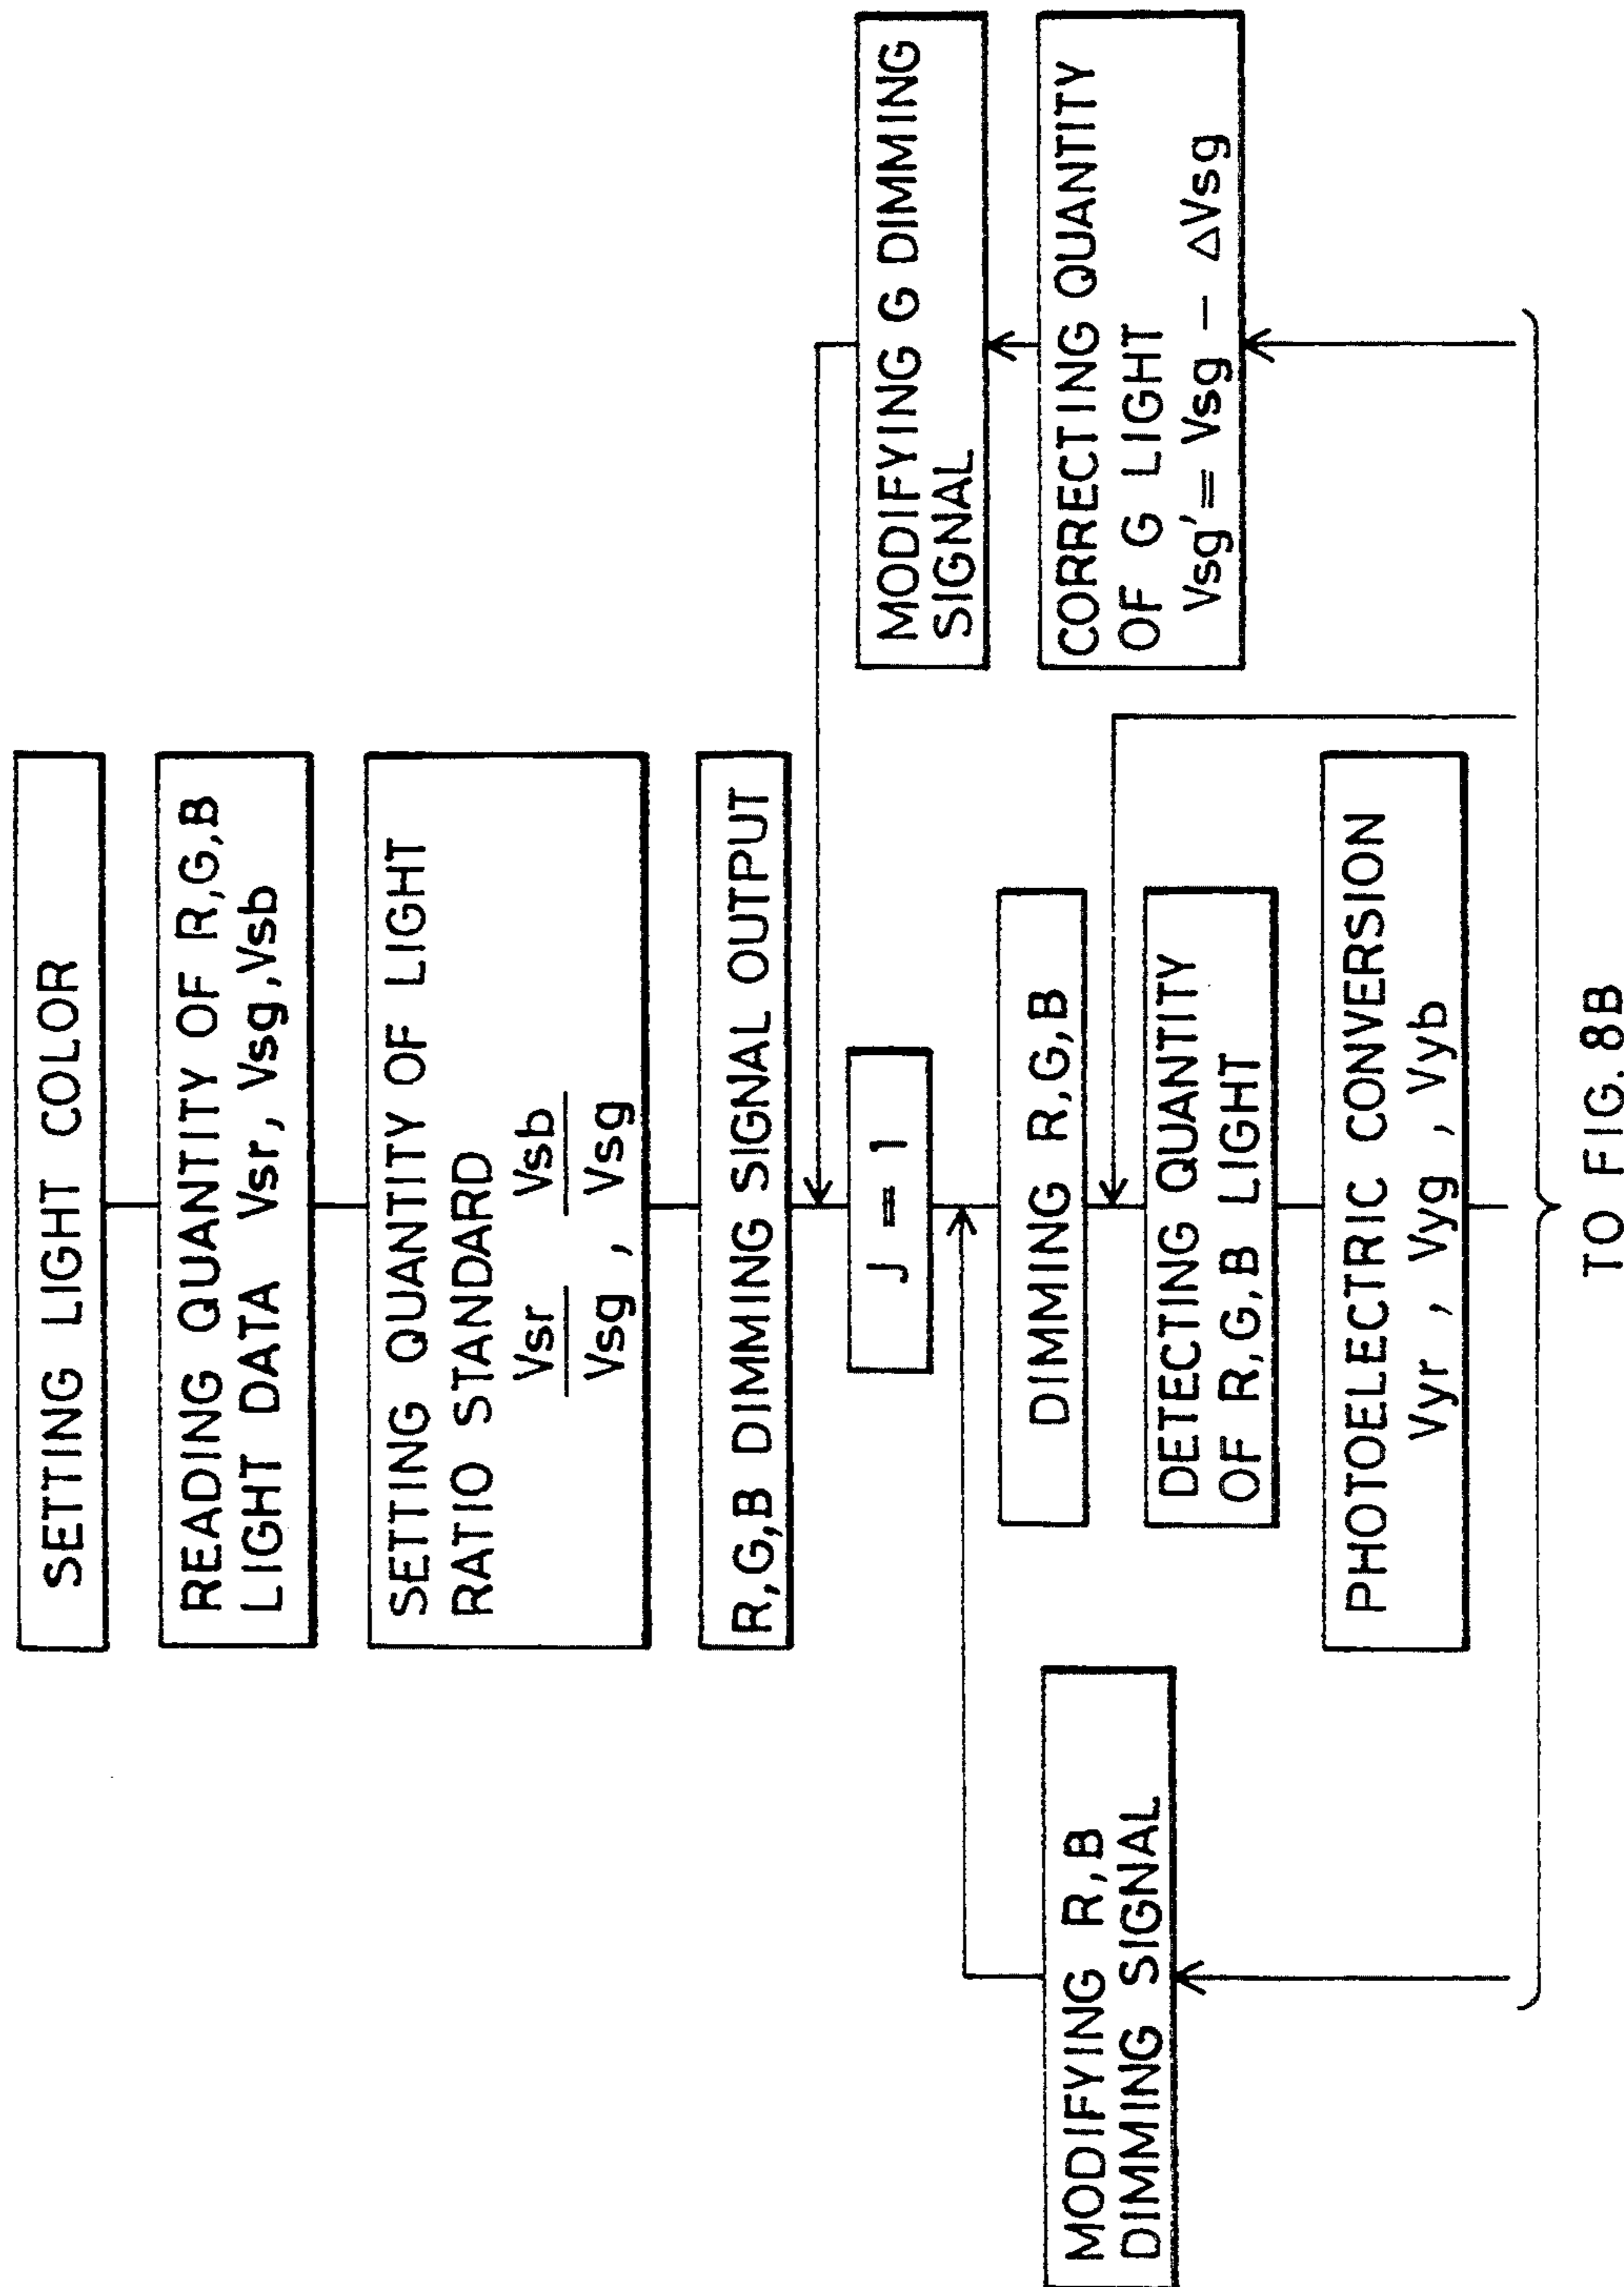 SETTING LIGHT COLOR
READING QUANTITY OF R,G,B
LIGHT DATA Vsr, Vsg,Vsb
SETTING QUANTITY OF LIGHT
RATIO STANDARD
Vsr/Vsg , Vsb/Vsg
R,G,B DIMMING SIGNAL OUTPUT
J = 1
DIMMING R,G,B
DETECTING QUANTITY
OF R,G,B LIGHT
PHOTOELECTRIC CONVERSION
Vyr , Vyg , Vyb
MODIFYING R,B
DIMMING SIGNAL
MODIFYING G DIMMING
SIGNAL
CORRECTING QUANTITY
OF G LIGHT
Vsg'= Vsg − △Vsg
TO FIG.8B